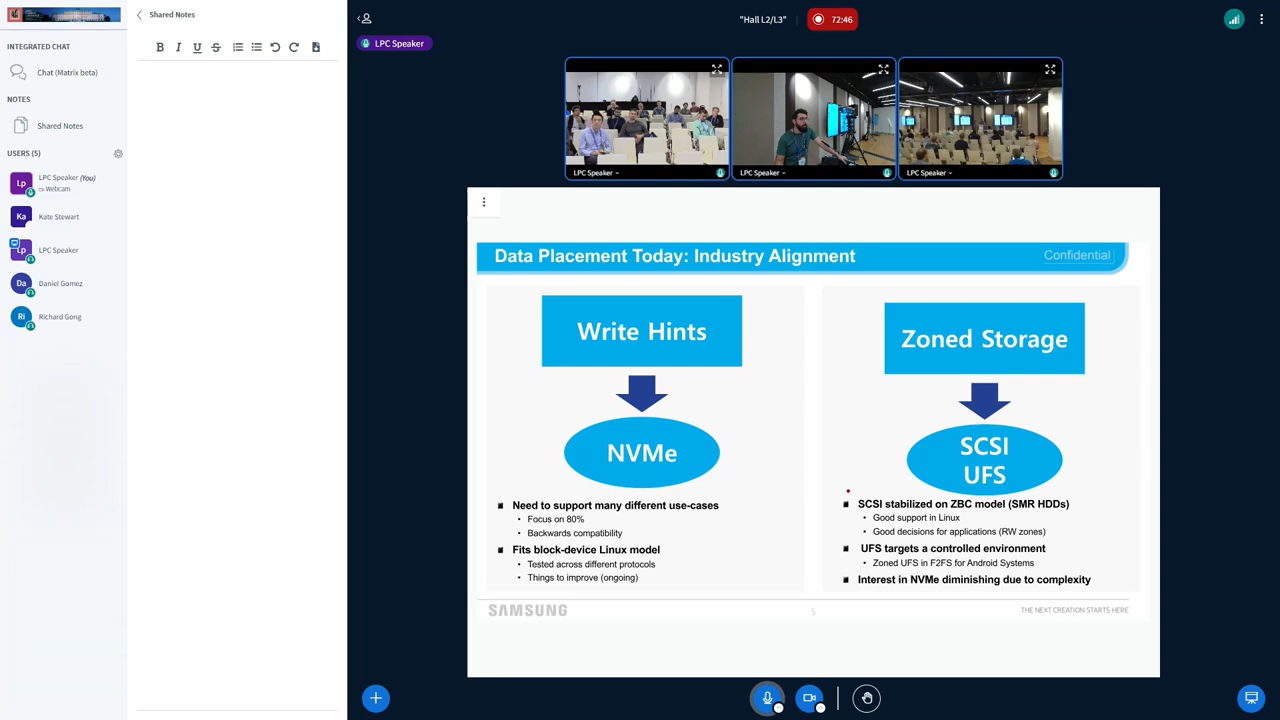 Shared Notes
"Hall L2/L3"
72:46
INTEGRATED CHAT
Chat (Matrix beta)
NOTES
Shared Notes
USERS (5)
Lp
LPC Speaker (You)
Webcam
Ka
Kate Stewart
Lp
LPC Speaker
Da
Daniel Gomez
Ri
Richard Gong
B I U S
LPC Speaker
LPC Speaker
LPC Speaker
LPC Speaker
Data Placement Today: Industry Alignment
Confidential
Write Hints
NVMe
Need to support many different use-cases
• Focus on 80%
• Backwards compatibility
Fits block-device Linux model
• Tested across different protocols
• Things to improve (ongoing)
Zoned Storage
SCSI
UFS
SCSI stabilized on ZBC model (SMR HDDs)
• Good support in Linux
• Good decisions for applications (RW zones)
UFS targets a controlled environment
• Zoned UFS in F2FS for Android Systems
Interest in NVMe diminishing due to complexity
SAMSUNG
5
THE NEXT CREATION STARTS HERE